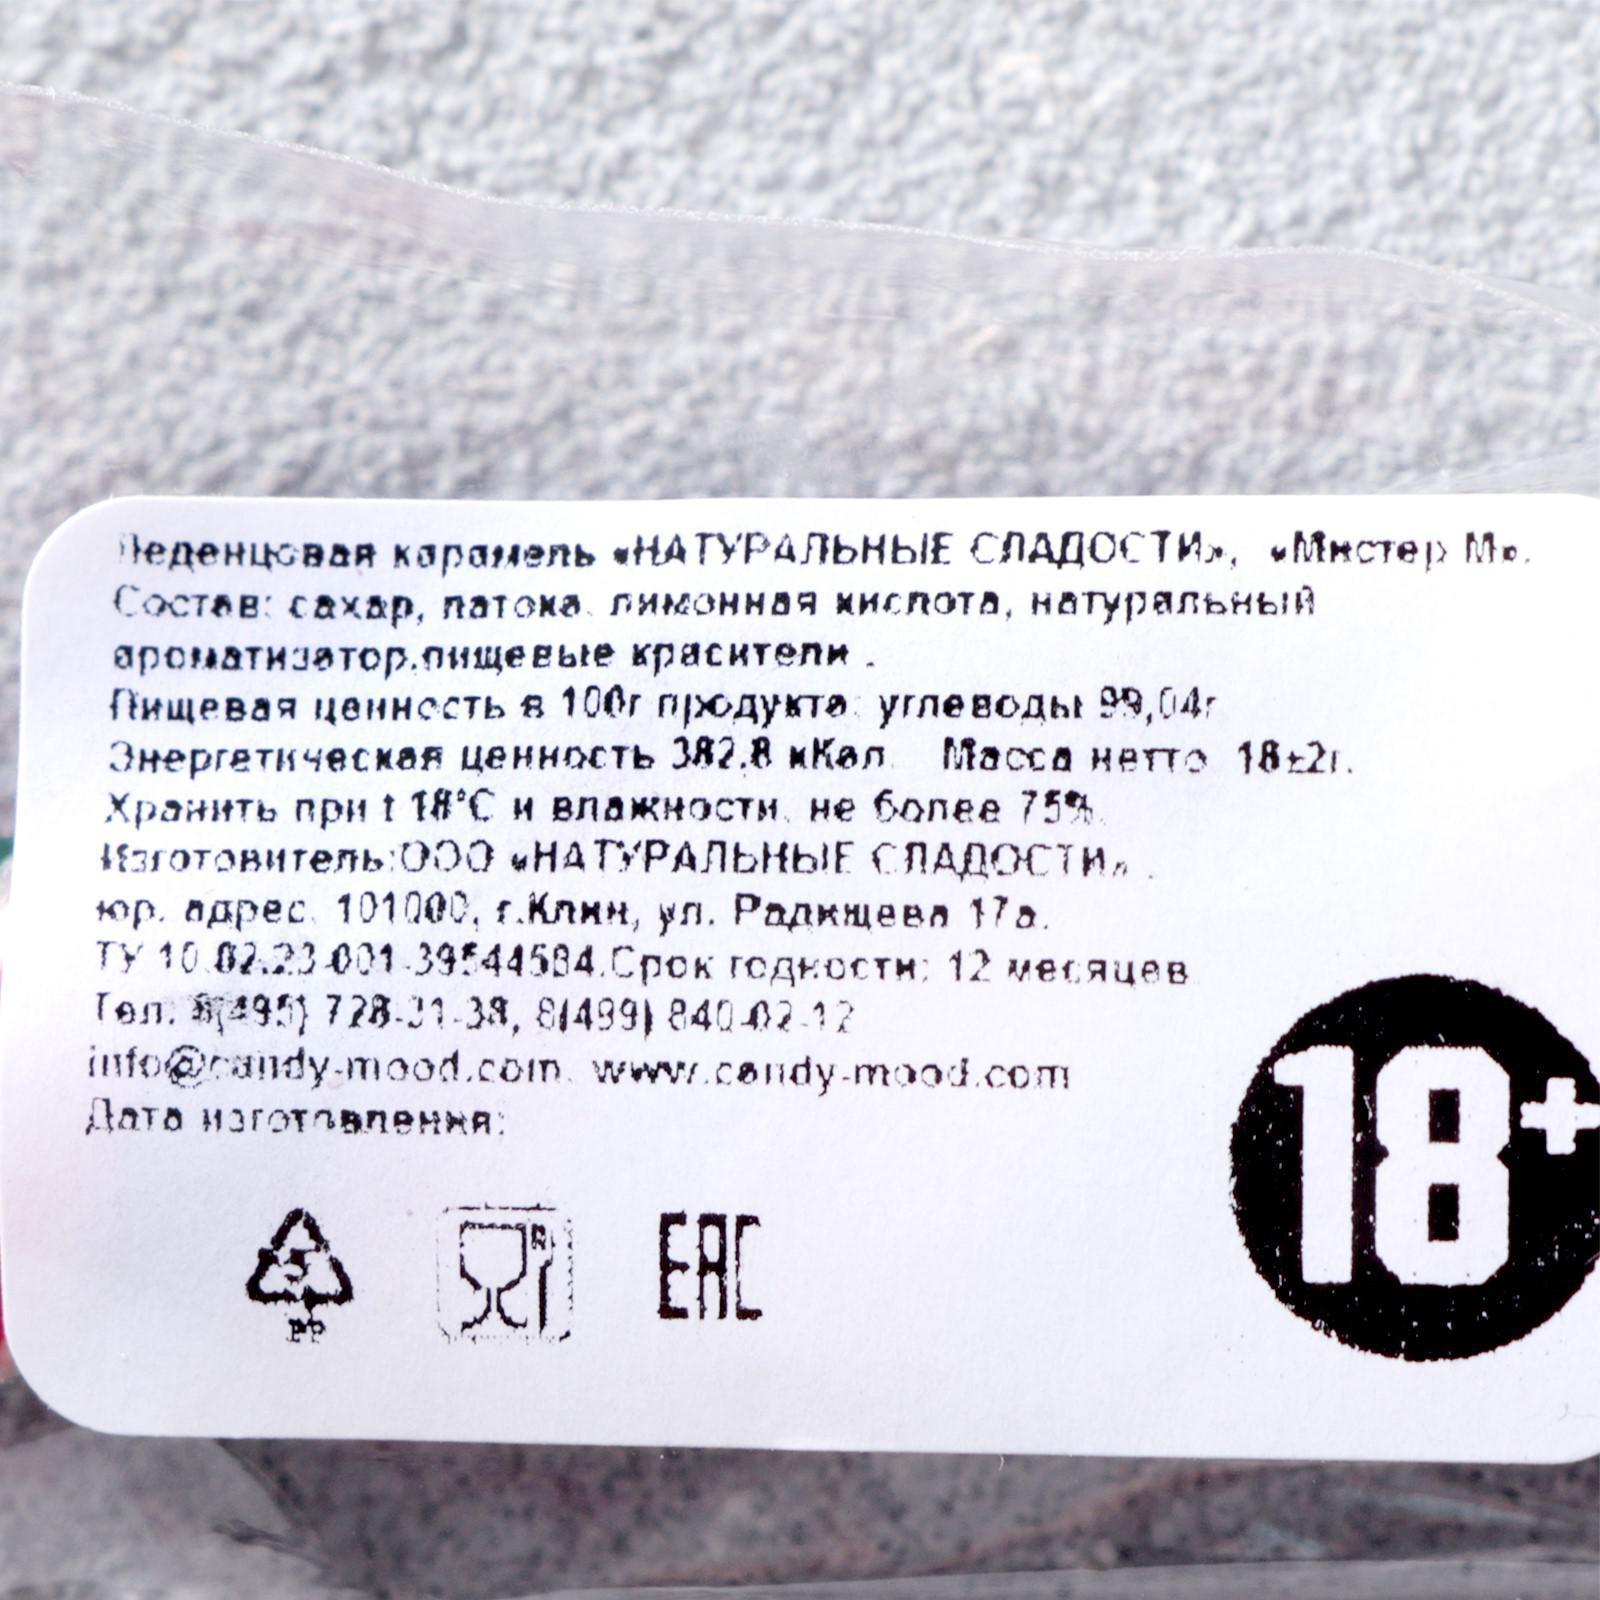 Леденцовая карамель «НАТУРАЛЬНЫЕ СЛАДОСТИ», «Мистер М».
Состав: сахар, патока, лимонная кислота, натуральный
ароматизатор,пищевые красители .
Пищевая ценность в 100г продукта: углеводы 99,04г
Энергетическая ценность 382.8 кКал. Масса нетто 18±2г.
Хранить при t 18°С и влажности, не более 75%.
Изготовитель:ООО «НАТУРАЛЬНЫЕ СЛАДОСТИ» .
юр. адрес. 101000, г.Клин, ул. Радищева 17а.
ТУ 10.82.23-001-39544584.Срок годности: 12 месяцев
Тел. 8(495) 728-31-38, 8(499) 840-02-12
info@candy-mood.com, www.candy-mood.com
Дата изготовления:
5
PP
EAC
18+